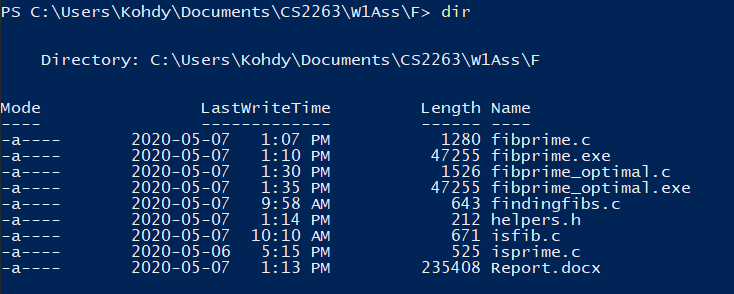 PS C:\Users\Kohdy\Documents\CS2263\W1Ass\F> dir
Directory: C:\Users\Kohdy\Documents\CS2263\W1Ass\F
Mode LastWriteTime Length Name
---- ------------- ------ ----
-a---- 2020-05-07 1:07 PM 1280 fibprime.c
-a---- 2020-05-07 1:10 PM 47255 fibprime.exe
-a---- 2020-05-07 1:30 PM 1526 fibprime_optimal.c
-a---- 2020-05-07 1:35 PM 47255 fibprime_optimal.exe
-a---- 2020-05-07 9:58 AM 643 findingfibs.c
-a---- 2020-05-07 1:14 PM 212 helpers.h
-a---- 2020-05-07 10:10 AM 671 isfib.c
-a---- 2020-05-06 5:15 PM 525 isprime.c
-a---- 2020-05-07 1:13 PM 235408 Report.docx